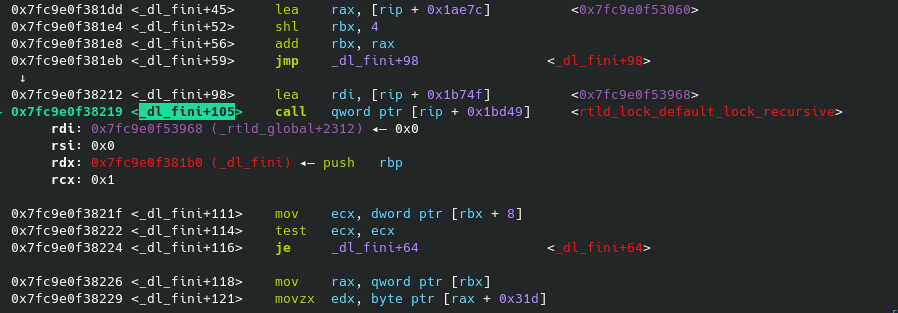 0x7fc9e0f381dd <_dl_fini+45> lea rax, [rip + 0x1ae7c] <0x7fc9e0f53060>
0x7fc9e0f381e4 <_dl_fini+52> shl rbx, 4
0x7fc9e0f381e8 <_dl_fini+56> add rbx, rax
0x7fc9e0f381eb <_dl_fini+59> jmp _dl_fini+98 <_dl_fini+98>
↓
0x7fc9e0f38212 <_dl_fini+98> lea rdi, [rip + 0x1b74f] <0x7fc9e0f53968>
0x7fc9e0f38219 <_dl_fini+105> call qword ptr [rip + 0x1bd49] <rtld_lock_default_lock_recursive>
rdi: 0x7fc9e0f53968 (_rtld_global+2312) ◂— 0x0
rsi: 0x0
rdx: 0x7fc9e0f381b0 (_dl_fini) ◂— push rbp
rcx: 0x1
0x7fc9e0f3821f <_dl_fini+111> mov ecx, dword ptr [rbx + 8]
0x7fc9e0f38222 <_dl_fini+114> test ecx, ecx
0x7fc9e0f38224 <_dl_fini+116> je _dl_fini+64 <_dl_fini+64>
0x7fc9e0f38226 <_dl_fini+118> mov rax, qword ptr [rbx]
0x7fc9e0f38229 <_dl_fini+121> movzx edx, byte ptr [rax + 0x31d]